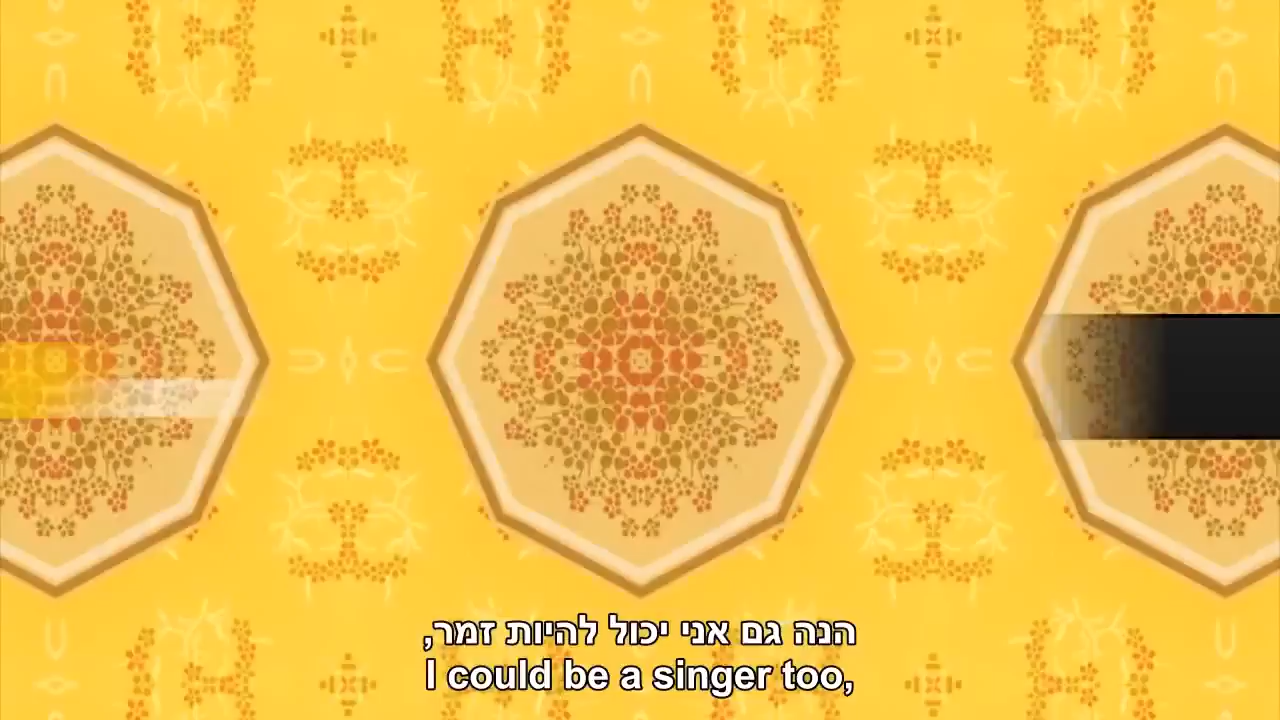 הנה גם אני יכול להיות זמר,
I could be a singer too,